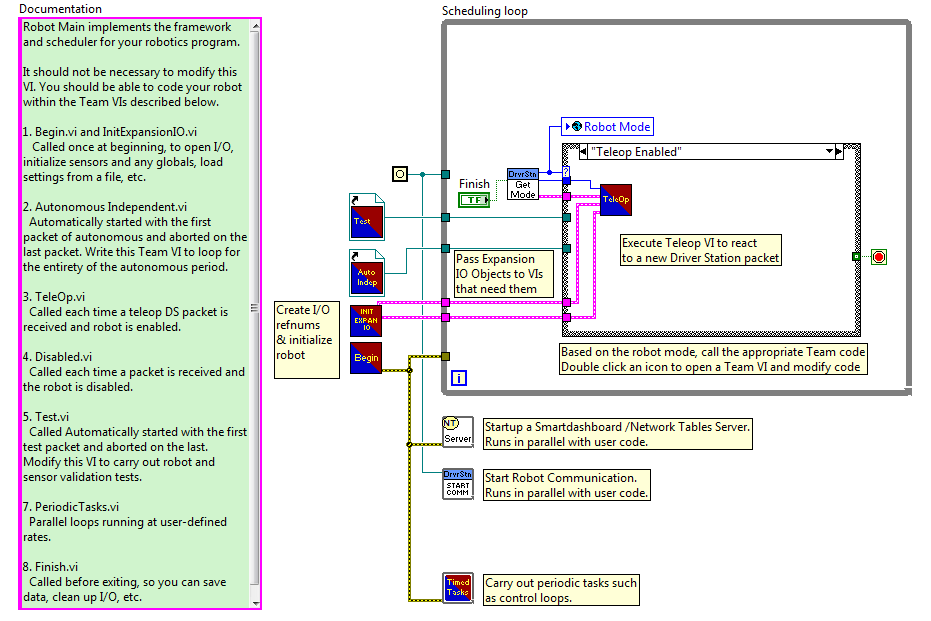 Documentation
Robot Main implements the framework
and scheduler for your robotics program.
It should not be necessary to modify this
VI. You should be able to code your robot
within the Team VIs described below.
1. Begin.vi and InitExpansionIO.vi
Called once at beginning, to open I/O,
initialize sensors and any globals, load
settings from a file, etc.
2. Autonomous Independent.vi
Automatically started with the first
packet of autonomous and aborted on the
last packet. Write this Team VI to loop for
the entirety of the autonomous period.
3. TeleOp.vi
Called each time a teleop DS packet is
received and robot is enabled.
4. Disabled.vi
Called each time a packet is received and
the robot is disabled.
5. Test.vi
Called Automatically started with the first
test packet and aborted on the last.
Modify this VI to carry out robot and
sensor validation tests.
7. PeriodicTasks.vi
Parallel loops running at user-defined
rates.
8. Finish.vi
Called before exiting, so you can save
data, clean up I/O, etc.
Scheduling loop
Robot Mode
"Teleop Enabled"
Finish
TF
DrvrStn
Get
Mode
?
TeleOp
Test
Auto
Indep
Pass Expansion
IO Objects to VIs
that need them
Execute Teleop VI to react
to a new Driver Station packet
Create I/O
refnums
& initialize
robot
INIT
EXPAN
IO
Begin
i
Based on the robot mode, call the appropriate Team code
Double click an icon to open a Team VI and modify code
NT
Server
Startup a Smartdashboard /Network Tables Server.
Runs in parallel with user code.
DrvrStn
START
COMM
Start Robot Communication.
Runs in parallel with user code.
Timed
Tasks
Carry out periodic tasks such
as control loops.